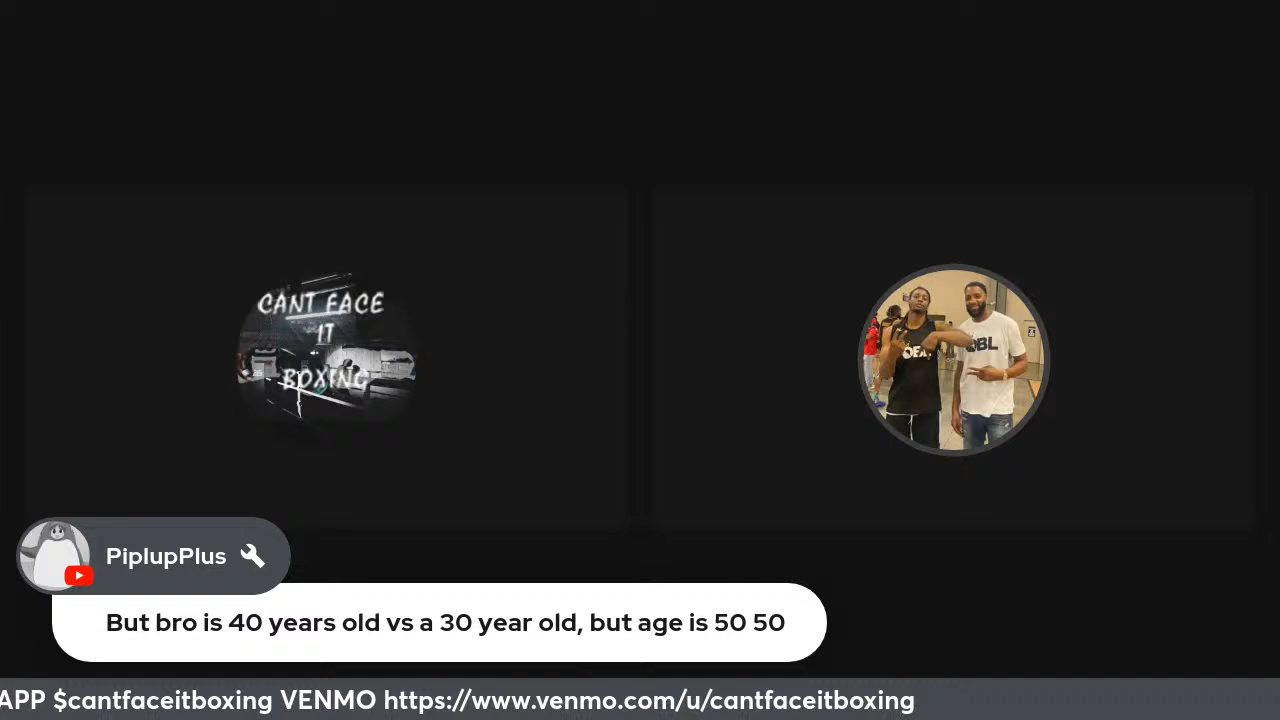 CANT FACE
IT
BOXING
QBL
PiplupPlus
But bro is 40 years old vs a 30 year old, but age is 50 50
APP $cantfaceitboxing VENMO https://www.venmo.com/u/cantfaceitboxing